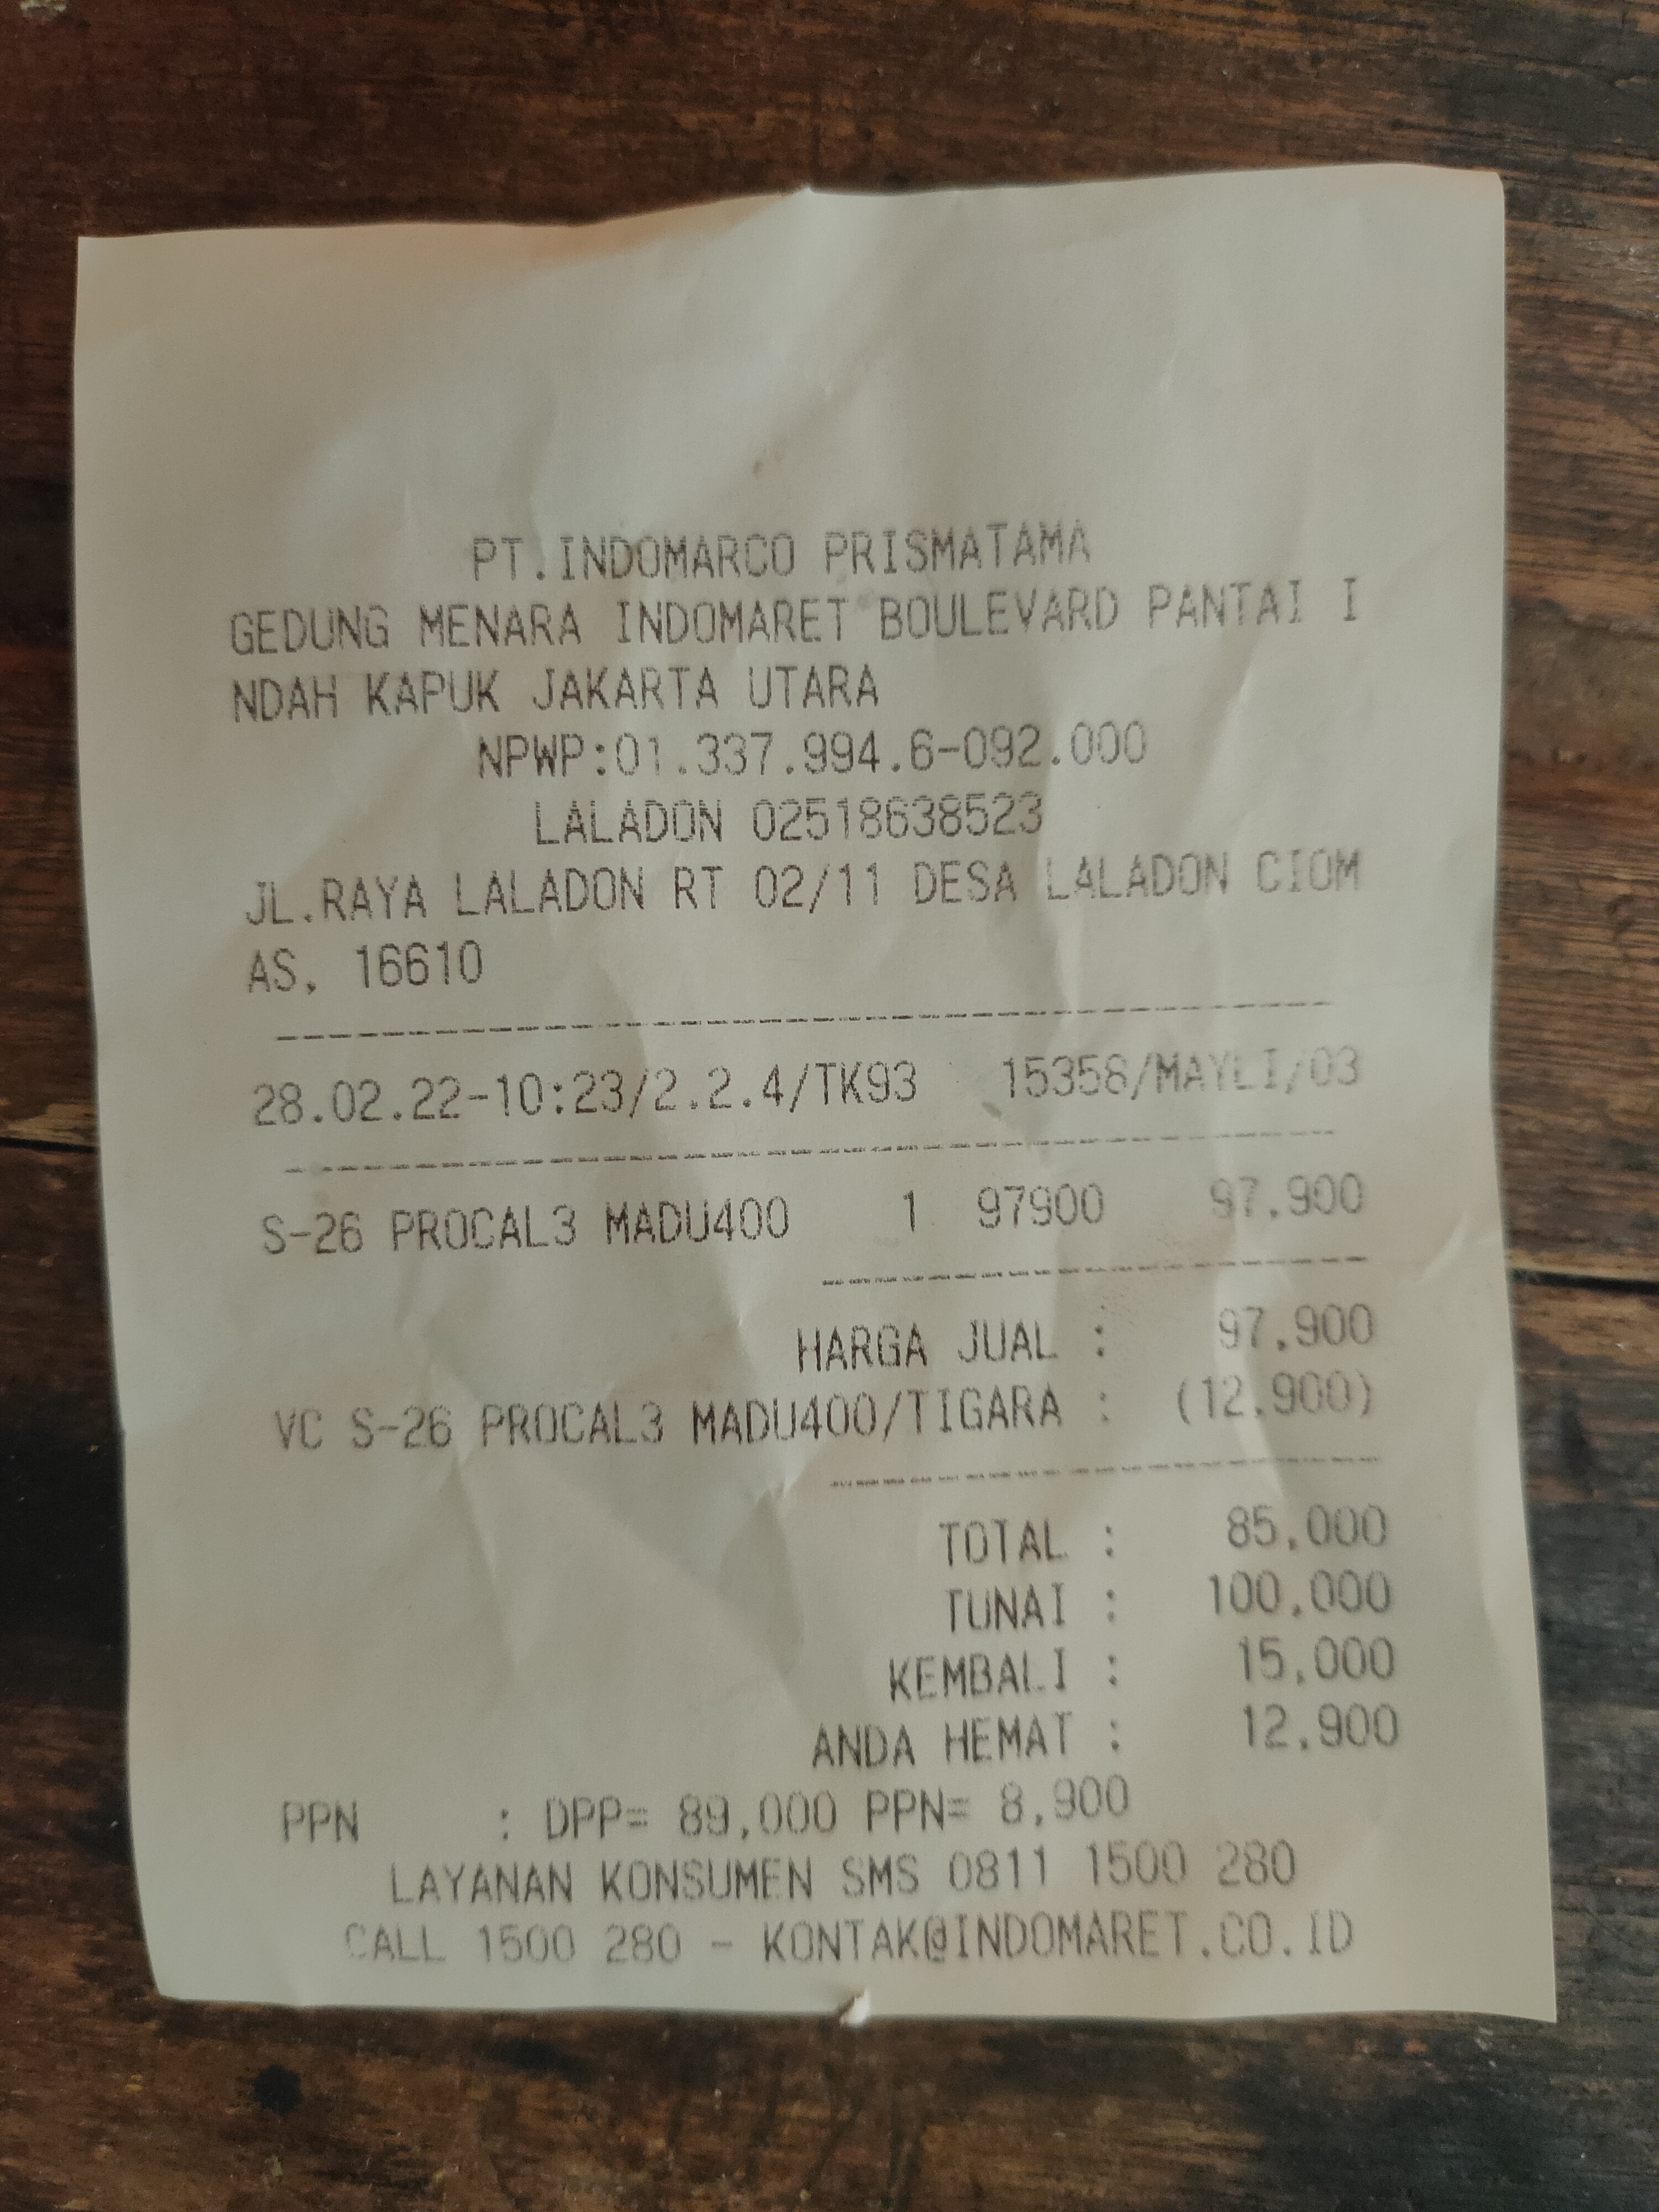 PT.INDOMARCO PRISMATAMA
GEDUNG MENARA INDOMARET BOULEVARD PANTAI I
NDAH KAPUK JAKARTA UTARA
NPWP:01.337.994.6-092.000
LALADON 02518638523
JL.RAYA LALADON RT 02/11 DESA LALADON CIOM
AS, 16610
28.02.22-10:23/2.2.4/TK93 15358/MAYLI/03
S-26 PROCAL3 MADU400 1 97900 97,900
HARGA JUAL : 97,900
VC S-26 PROCAL3 MADU400/TIGARA : (12,900)
TOTAL : 85,000
TUNAI : 100,000
KEMBALI : 15,000
ANDA HEMAT : 12,900
PPN : DPP= 89,000 PPN= 8,900
LAYANAN KONSUMEN SMS 0811 1500 280
CALL 1500 280 - KONTAK@INDOMARET.CO.ID